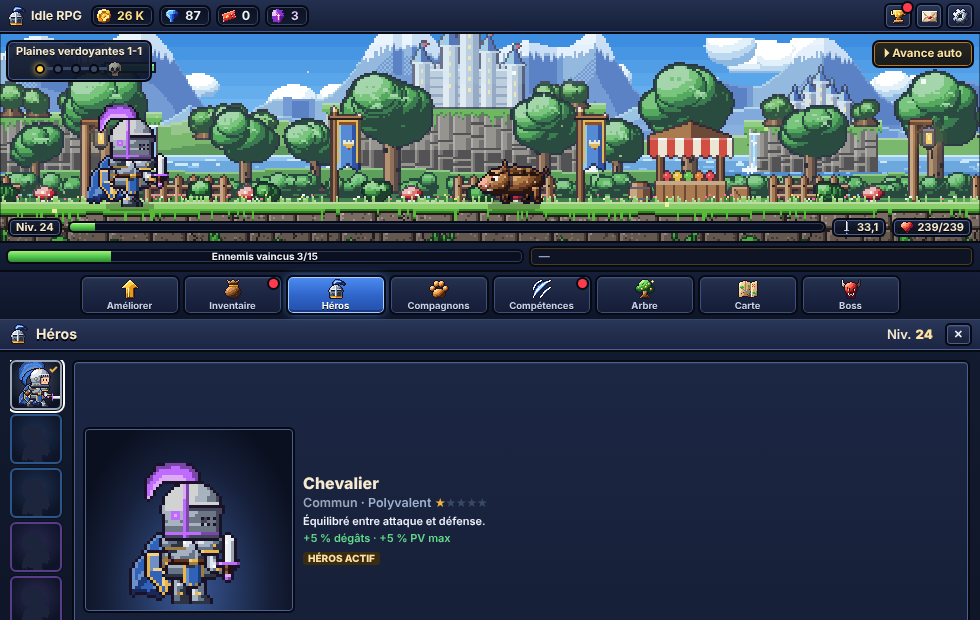 Idle RPG
26 K
87
0
3
Plaines verdoyantes 1-1
Avance auto
Niv. 24
33,1
239/239
Ennemis vaincus 3/15
—
Améliorer
Inventaire
Héros
Compagnons
Compétences
Arbre
Carte
Boss
Héros
Niv. 24
×
Chevalier
Commun · Polyvalent ★★★★★
Équilibré entre attaque et défense.
+5 % dégâts · +5 % PV max
HÉROS ACTIF